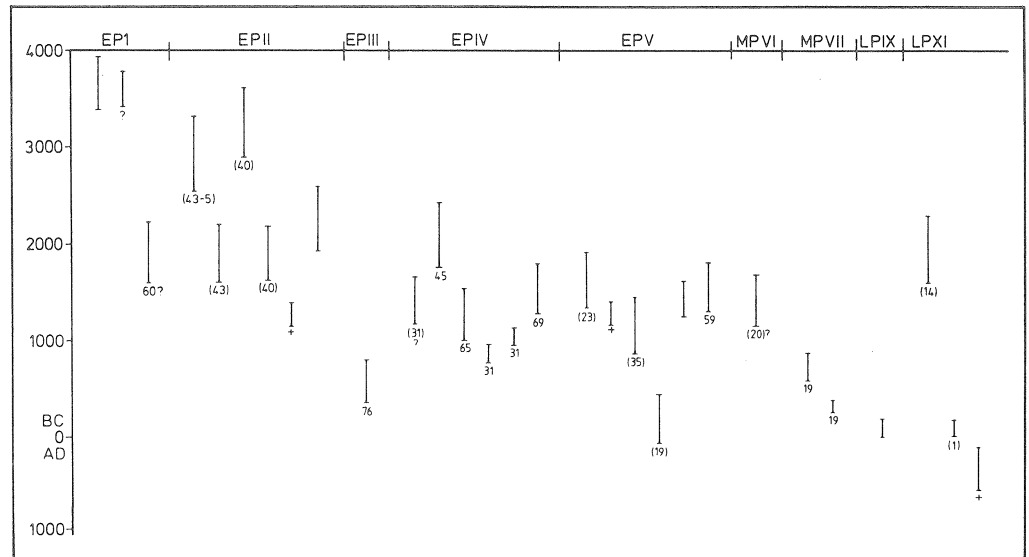 EP1 EPII EPIII EPIV EPV MPVI MPVII LPIX LPXI
4000
?
3000
(40)
(43-5)
2000
45
60? (43) (40) (14)
+ (31) 65 69 (23) + 59 (20)?
?
1000
31 31 (35)
19
76 19
BC
0
AD
(19) (1)
+
1000